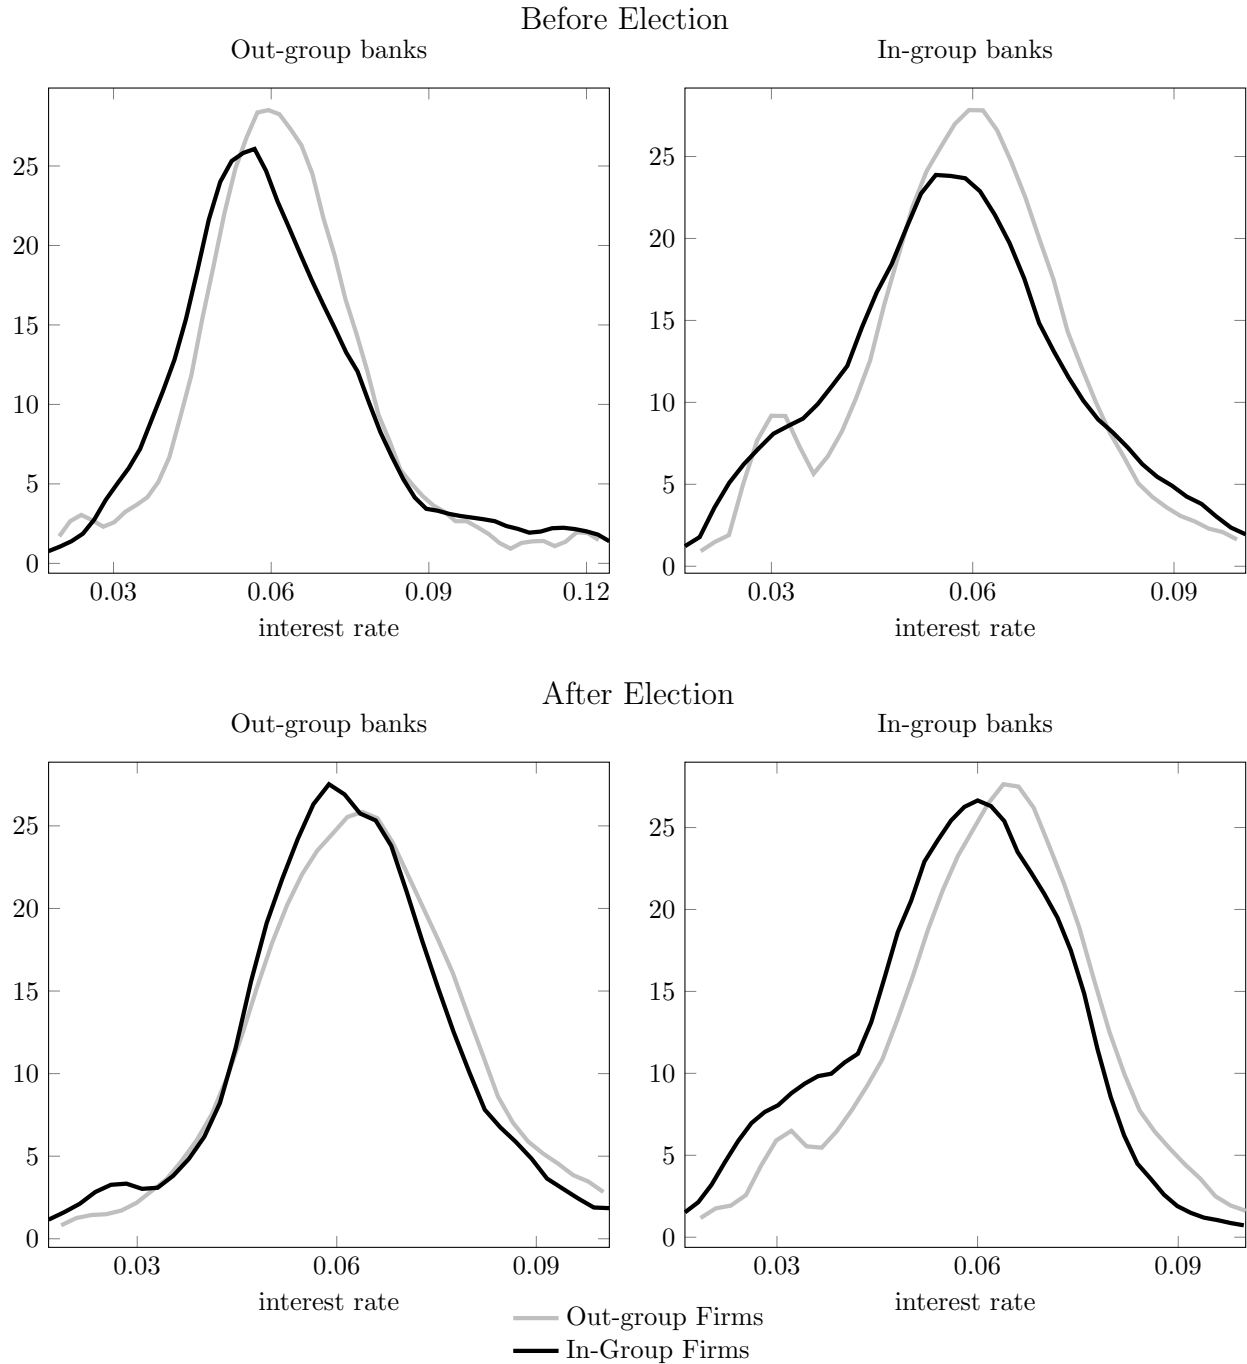 Before Election
Out-group banks
In-group banks
25
20
15
10
5
0
0.03 0.06 0.09 0.12
interest rate
25
20
15
10
5
0
0.03 0.06 0.09
interest rate
After Election
Out-group banks
In-group banks
25
20
15
10
5
0
0.03 0.06 0.09
interest rate
25
20
15
10
5
0
0.03 0.06 0.09
interest rate
Out-group Firms
In-Group Firms